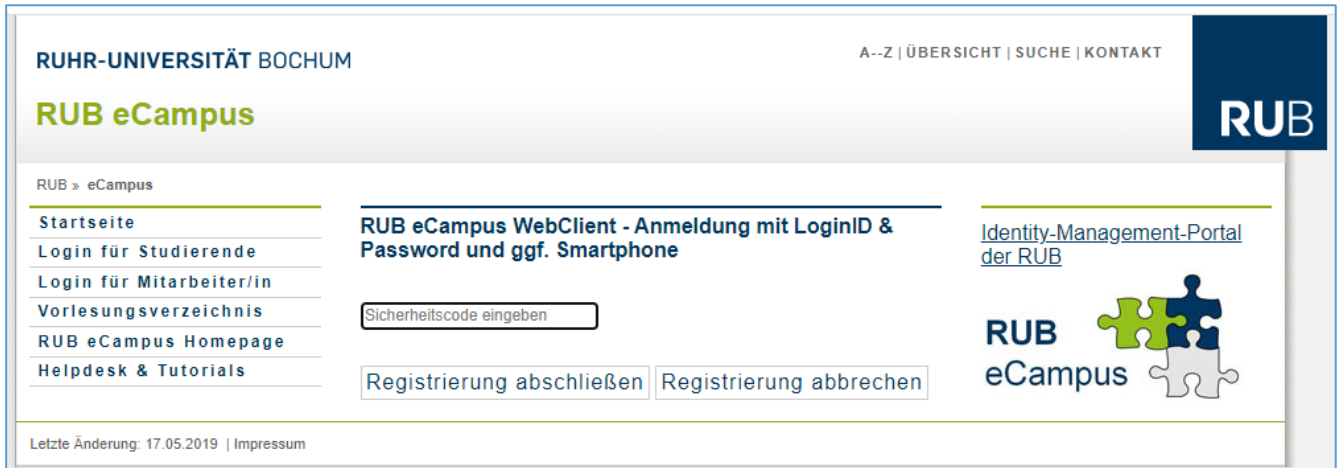 RUHR-UNIVERSITÄT BOCHUM
A--Z | ÜBERSICHT | SUCHE | KONTAKT
RUB eCampus
RUB
RUB » eCampus
Startseite
Login für Studierende
Login für Mitarbeiter/in
Vorlesungsverzeichnis
RUB eCampus Homepage
Helpdesk & Tutorials
RUB eCampus WebClient - Anmeldung mit LoginID &
Password und ggf. Smartphone
Sicherheitscode eingeben
Registrierung abschließen Registrierung abbrechen
Identity-Management-Portal
der RUB
RUB
eCampus
Letzte Änderung: 17.05.2019 | Impressum